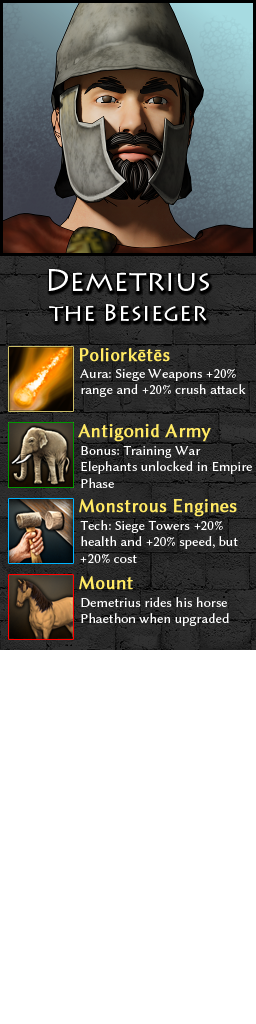 Demetrius
the Besieger
Poliorkētēs
Aura: Siege Weapons +20%
range and +20% crush attack
Antigonid Army
Bonus: Training War
Elephants unlocked in Empire
Phase
Monstrous Engines
Tech: Siege Towers +20%
health and +20% speed, but
+20% cost
Mount
Demetrius rides his horse
Phaethon when upgraded